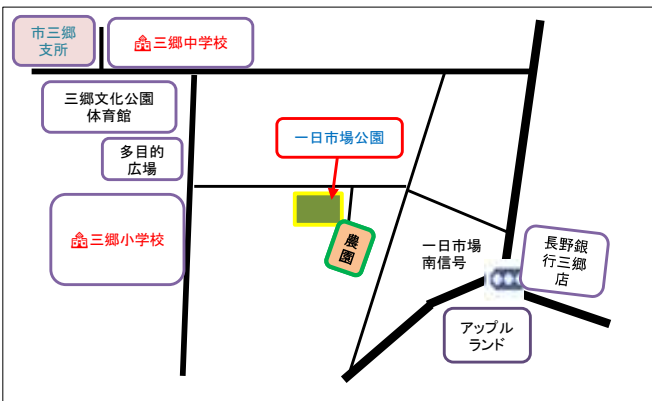 市三郷
支所
三郷中学校
三郷文化公園
体育館
一日市場公園
多目的
広場
三郷小学校
農
園
一日市場
南信号
長野銀
行三郷
店
アップル
ランド